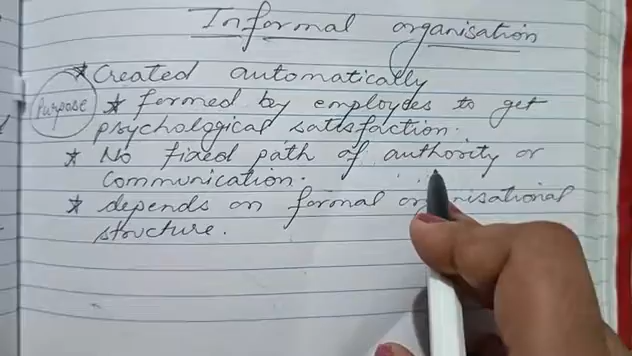 Informal organisation
* Created automatically
Purpose * formed by employees to get
psychological satisfaction.
* No fixed path of authority or
communication.
* depends on formal organisational
structure.